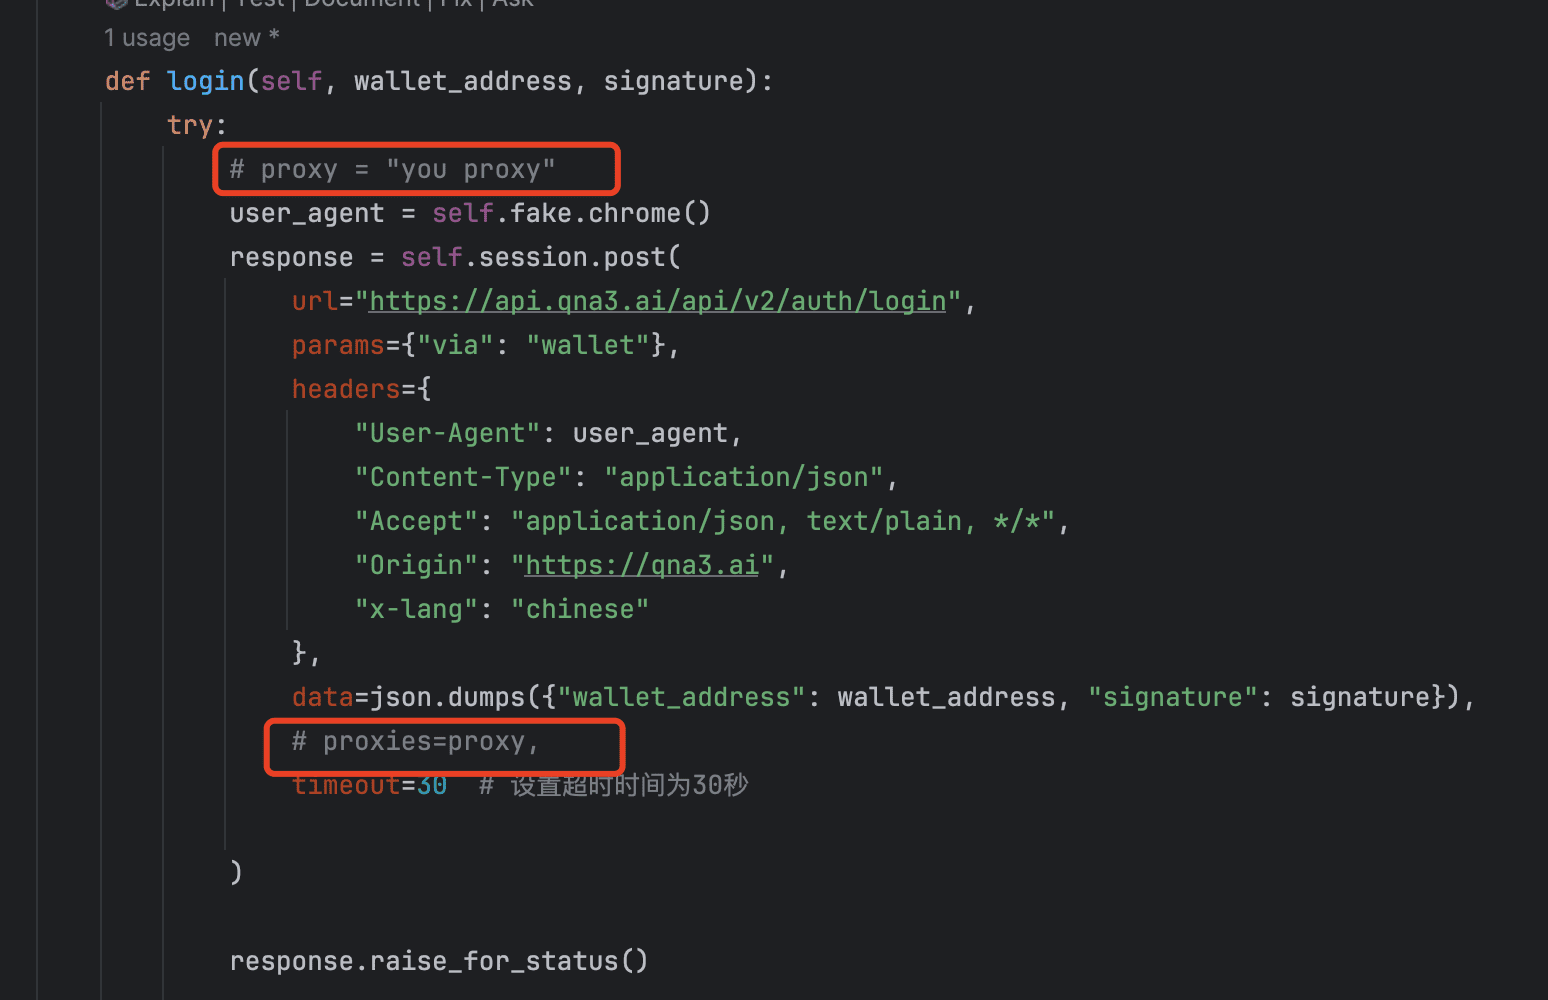 Explain | Test | Document | Fix | Ask
1 usage   new *
def login(self, wallet_address, signature):
    try:
        # proxy = "you proxy"
        user_agent = self.fake.chrome()
        response = self.session.post(
            url="https://api.qna3.ai/api/v2/auth/login",
            params={"via": "wallet"},
            headers={
                "User-Agent": user_agent,
                "Content-Type": "application/json",
                "Accept": "application/json, text/plain, */*",
                "Origin": "https://qna3.ai",
                "x-lang": "chinese"
            },
            data=json.dumps({"wallet_address": wallet_address, "signature": signature}),
            # proxies=proxy,
            timeout=30  # 设置超时时间为30秒
        )
        response.raise_for_status()